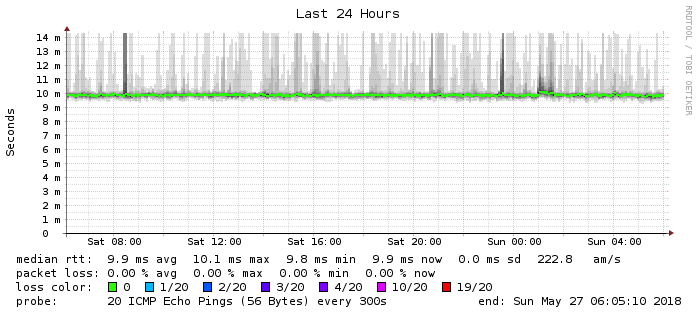 Last 24 Hours
RRDTOOL / TOBI OETIKER
Seconds
14 m
13 m
12 m
11 m
10 m
9 m
8 m
7 m
6 m
5 m
4 m
3 m
2 m
1 m
0
Sat 08:00 Sat 12:00 Sat 16:00 Sat 20:00 Sun 00:00 Sun 04:00
median rtt: 9.9 ms avg 10.1 ms max 9.8 ms min 9.9 ms now 0.0 ms sd 222.8 am/s
packet loss: 0.00 % avg 0.00 % max 0.00 % min 0.00 % now
loss color: 0 1/20 2/20 3/20 4/20 10/20 19/20
probe: 20 ICMP Echo Pings (56 Bytes) every 300s end: Sun May 27 06:05:10 2018